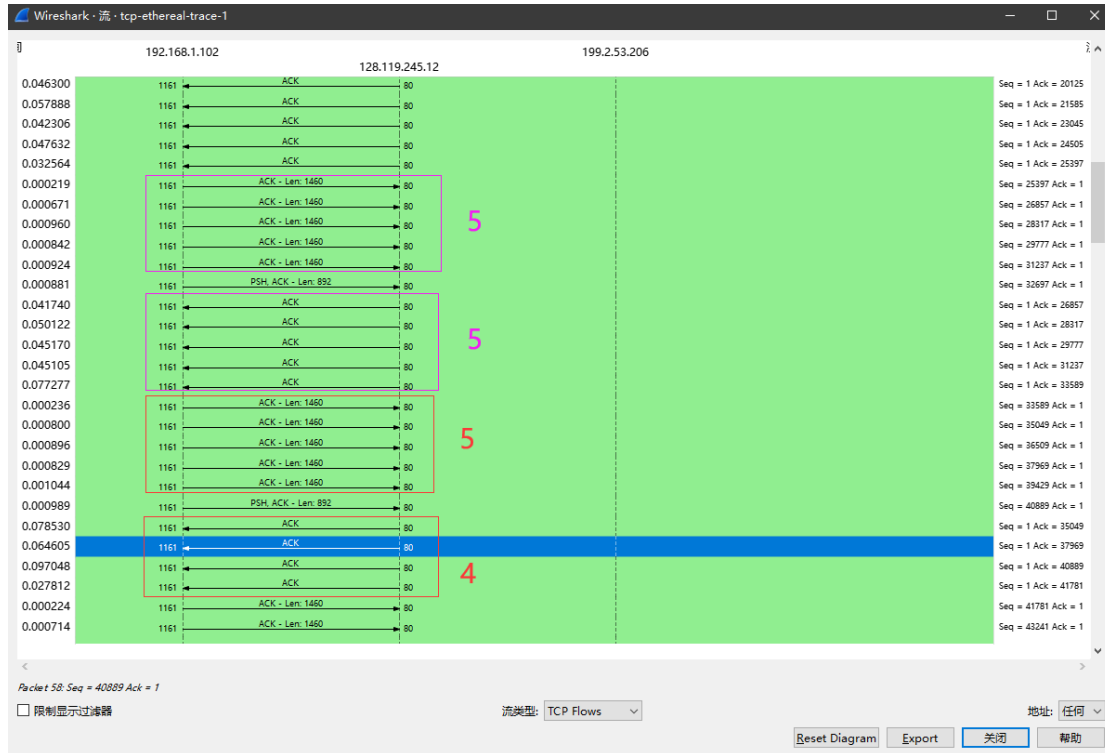 Wireshark · 流 · tcp-ethereal-trace-1
192.168.1.102 199.2.53.206
128.119.245.12
0.046300 1161 ACK 80 Seq = 1 Ack = 20125
0.057888 1161 ACK 80 Seq = 1 Ack = 21585
0.042306 1161 ACK 80 Seq = 1 Ack = 23045
0.047632 1161 ACK 80 Seq = 1 Ack = 24505
0.032564 1161 ACK 80 Seq = 1 Ack = 25397
0.000219 1161 ACK - Len: 1460 80 Seq = 25397 Ack = 1
0.000671 1161 ACK - Len: 1460 80 Seq = 26857 Ack = 1
0.000960 1161 ACK - Len: 1460 80 5 Seq = 28317 Ack = 1
0.000842 1161 ACK - Len: 1460 80 Seq = 29777 Ack = 1
0.000924 1161 ACK - Len: 1460 80 Seq = 31237 Ack = 1
0.000881 1161 PSH, ACK - Len: 892 80 Seq = 32697 Ack = 1
0.041740 1161 ACK 80 Seq = 1 Ack = 26857
0.050122 1161 ACK 80 Seq = 1 Ack = 28317
0.045170 1161 ACK 80 5 Seq = 1 Ack = 29777
0.045105 1161 ACK 80 Seq = 1 Ack = 31237
0.077277 1161 ACK 80 Seq = 1 Ack = 33589
0.000236 1161 ACK - Len: 1460 80 Seq = 33589 Ack = 1
0.000800 1161 ACK - Len: 1460 80 Seq = 35049 Ack = 1
0.000896 1161 ACK - Len: 1460 80 5 Seq = 36509 Ack = 1
0.000829 1161 ACK - Len: 1460 80 Seq = 37969 Ack = 1
0.001044 1161 ACK - Len: 1460 80 Seq = 39429 Ack = 1
0.000989 1161 PSH, ACK - Len: 892 80 Seq = 40889 Ack = 1
0.078530 1161 ACK 80 Seq = 1 Ack = 35049
0.064605 1161 ACK 80 Seq = 1 Ack = 37969
0.097048 1161 ACK 80 4 Seq = 1 Ack = 40889
0.027812 1161 ACK 80 Seq = 1 Ack = 41781
0.000224 1161 ACK - Len: 1460 80 Seq = 41781 Ack = 1
0.000714 1161 ACK - Len: 1460 80 Seq = 43241 Ack = 1
Packet 58: Seq = 40889 Ack = 1
限制显示过滤器 流类型: TCP Flows 地址: 任何
Reset Diagram Export 关闭 帮助